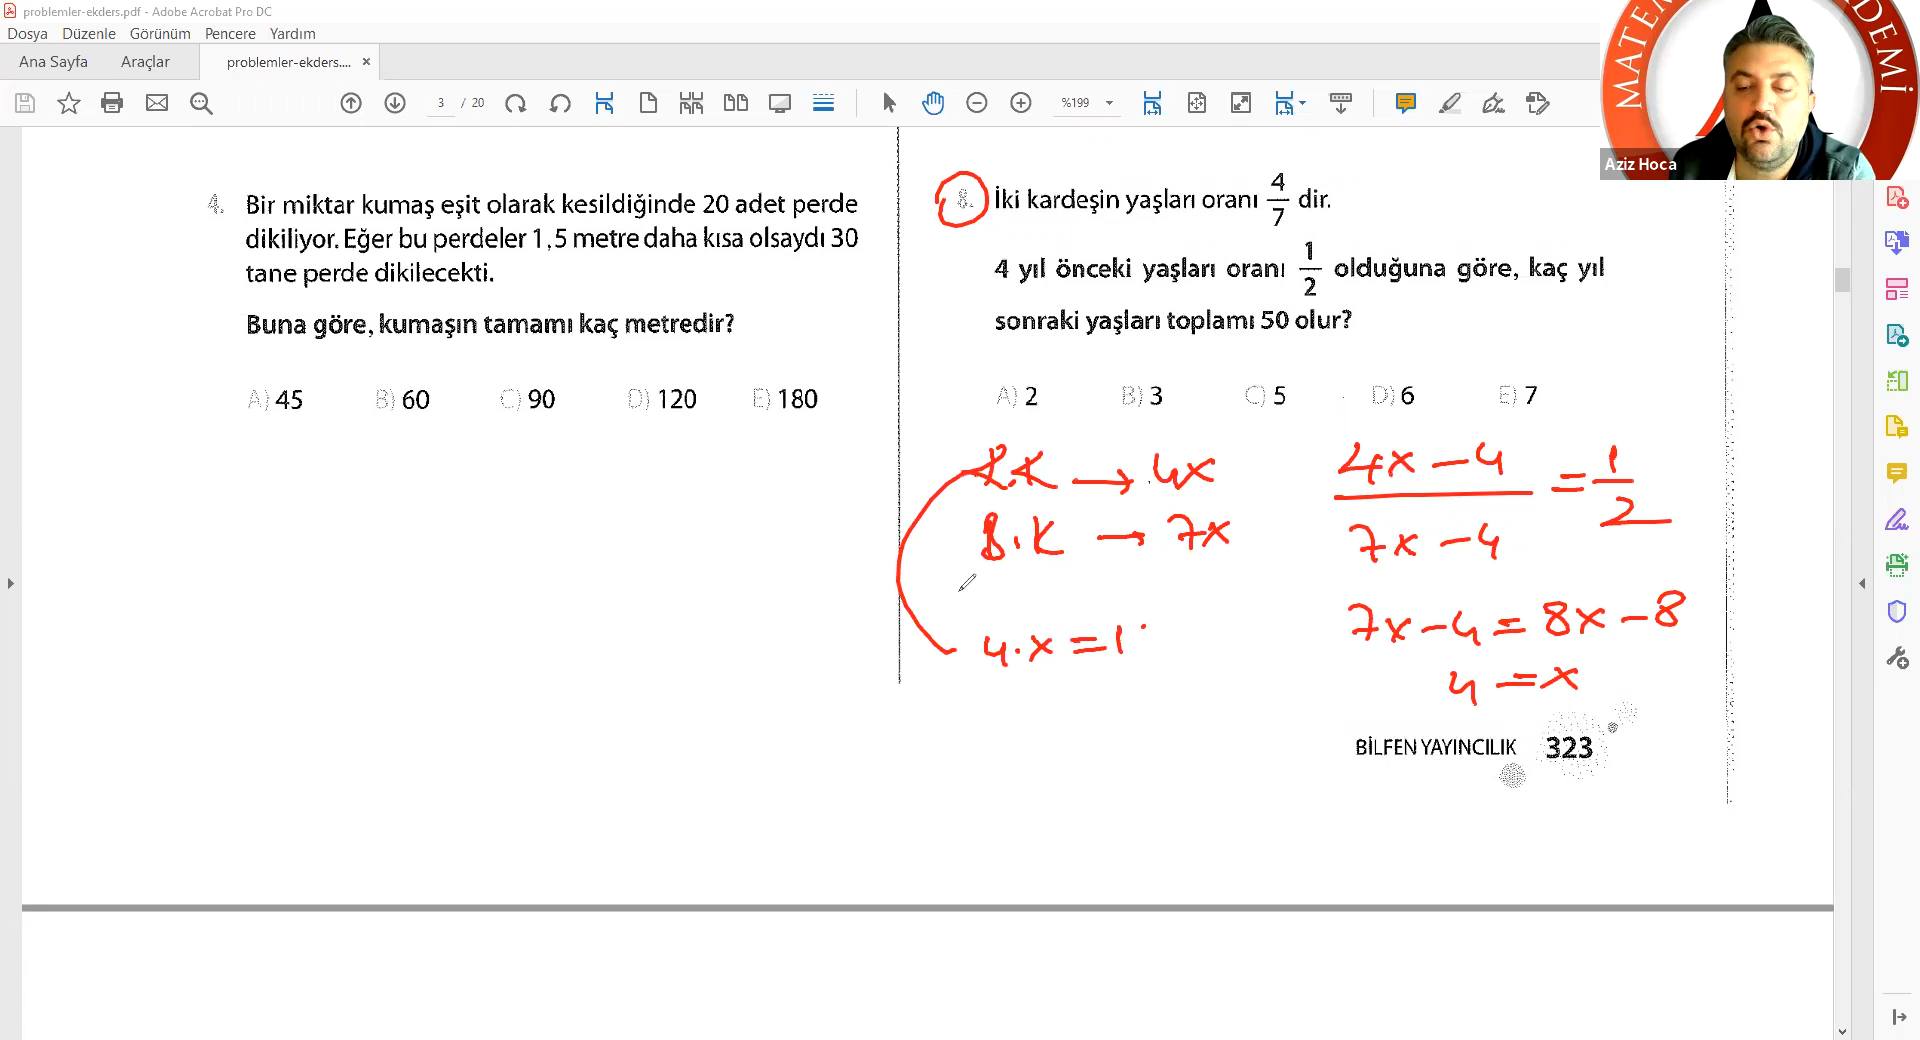 problemler-ekders.pdf - Adobe Acrobat Pro DC
Dosya Düzenle Görünüm Pencere Yardım
Ana Sayfa Araçlar problemler-ekders.... ×
3 / 20 %199
MATEM
DEMİ
Aziz Hoca
4. Bir miktar kumaş eşit olarak kesildiğinde 20 adet perde
dikiliyor. Eğer bu perdeler 1,5 metre daha kısa olsaydı 30
tane perde dikilecekti.
Buna göre, kumaşın tamamı kaç metredir?
A) 45 B) 60 C) 90 D) 120 E) 180
8. İki kardeşin yaşları oranı 4/7 dir.
4 yıl önceki yaşları oranı 1/2 olduğuna göre, kaç yıl
sonraki yaşları toplamı 50 olur?
A) 2 B) 3 C) 5 D) 6 E) 7
K.K → 4x
B.K → 7x
4.x = 1
4x - 4 / 7x - 4 = 1/2
7x - 4 = 8x - 8
4 = x
BİLFEN YAYINCILIK 323